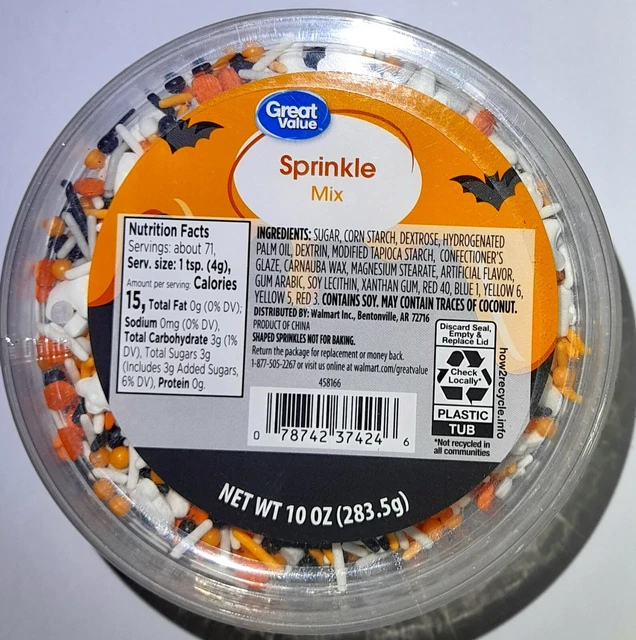 Great
Value
Sprinkle
Mix
Nutrition Facts
Servings: about 71,
Serv. size: 1 tsp. (4g),
Amount per serving: Calories
15, Total Fat 0g (0% DV),
Sodium 0mg (0% DV),
Total Carbohydrate 3g (1%
DV), Total Sugars 3g
(Includes 3g Added Sugars,
6% DV), Protein 0g.
INGREDIENTS: SUGAR, CORN STARCH, DEXTROSE, HYDROGENATED
PALM OIL, DEXTRIN, MODIFIED TAPIOCA STARCH, CONFECTIONER'S
GLAZE, CARNAUBA WAX, MAGNESIUM STEARATE, ARTIFICIAL FLAVOR,
GUM ARABIC, SOY LECITHIN, XANTHAN GUM, RED 40, BLUE 1, YELLOW 6,
YELLOW 5, RED 3. CONTAINS SOY. MAY CONTAIN TRACES OF COCONUT.
DISTRIBUTED BY: Walmart Inc., Bentonville, AR 72716
PRODUCT OF CHINA
SHAPED SPRINKLES NOT FOR BAKING.
Return the package for replacement or money back.
1-877-505-2267 or visit us online at walmart.com/greatvalue
458166
0 78742 37424 6
Discard Seal,
Empty &
Replace Lid
Check
Locally*
PLASTIC
TUB
*Not recycled in
all communities
how2recycle.info
NET WT 10 OZ (283.5g)